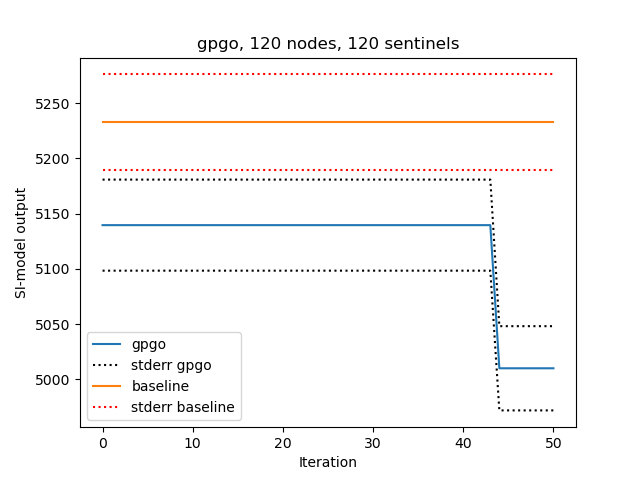 gpgo, 120 nodes, 120 sentinels
5250
5200
5150
5100
5050
5000
SI-model output
gpgo
stderr gpgo
baseline
stderr baseline
0 10 20 30 40 50
Iteration